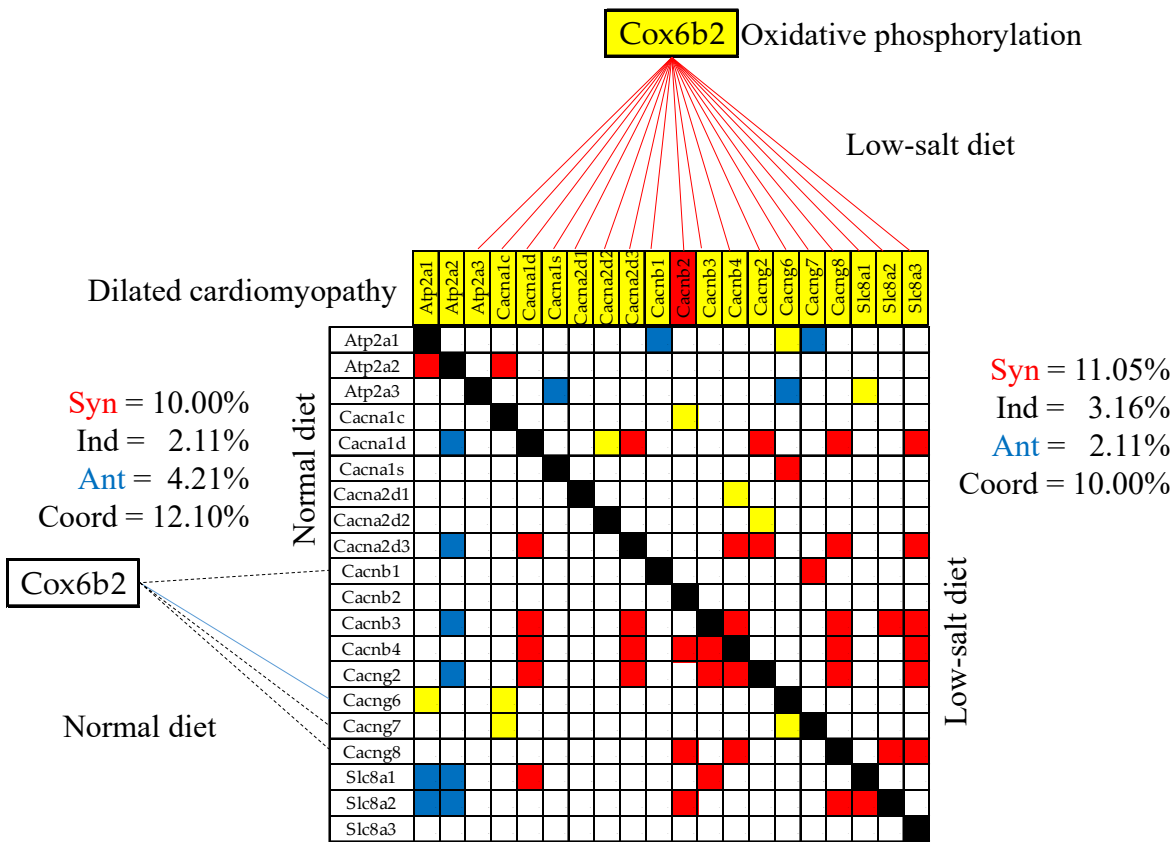 Cox6b2 Oxidative phosphorylation
Low-salt diet
Dilated cardiomyopathy
Atp2a1
Atp2a2
Atp2a3
Cacna1c
Cacna1d
Cacna1s
Cacna2d1
Cacna2d2
Cacna2d3
Cacnb1
Cacnb2
Cacnb3
Cacnb4
Cacng2
Cacng6
Cacng7
Cacng8
Slc8a1
Slc8a2
Slc8a3
Normal diet
Syn = 10.00%
Ind = 2.11%
Ant = 4.21%
Coord = 12.10%
Atp2a1
Atp2a2
Atp2a3
Cacna1c
Cacna1d
Cacna1s
Cacna2d1
Cacna2d2
Cacna2d3
Cacnb1
Cacnb2
Cacnb3
Cacnb4
Cacng2
Cacng6
Cacng7
Cacng8
Slc8a1
Slc8a2
Slc8a3
Syn = 11.05%
Ind = 3.16%
Ant = 2.11%
Coord = 10.00%
Low-salt diet
Cox6b2
Normal diet